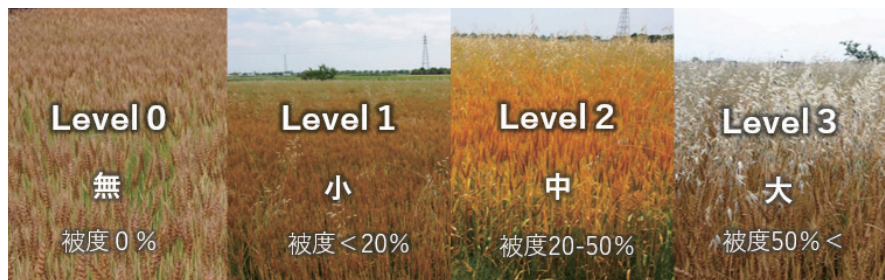 Level 0
無
被度0%
Level 1
小
被度<20%
Level 2
中
被度20-50%
Level 3
大
被度50%<